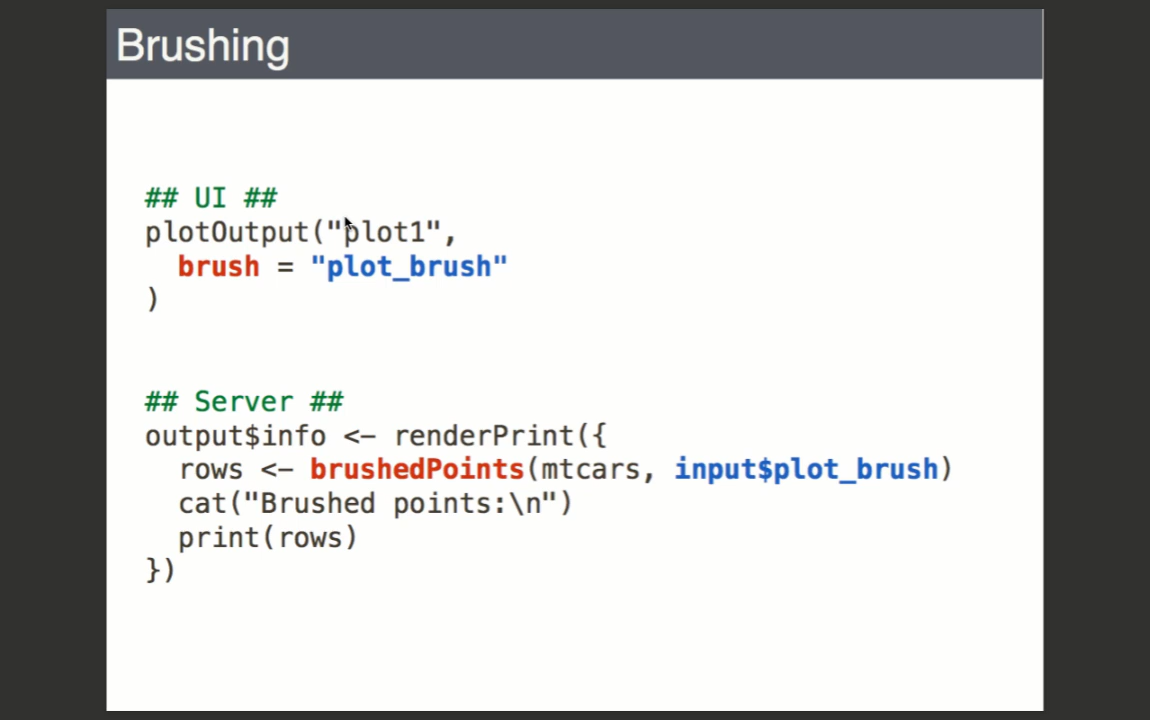 Brushing
## UI ##
plotOutput("plot1",
  brush = "plot_brush"
)
## Server ##
output$info <- renderPrint({
  rows <- brushedPoints(mtcars, input$plot_brush)
  cat("Brushed points:\n")
  print(rows)
})